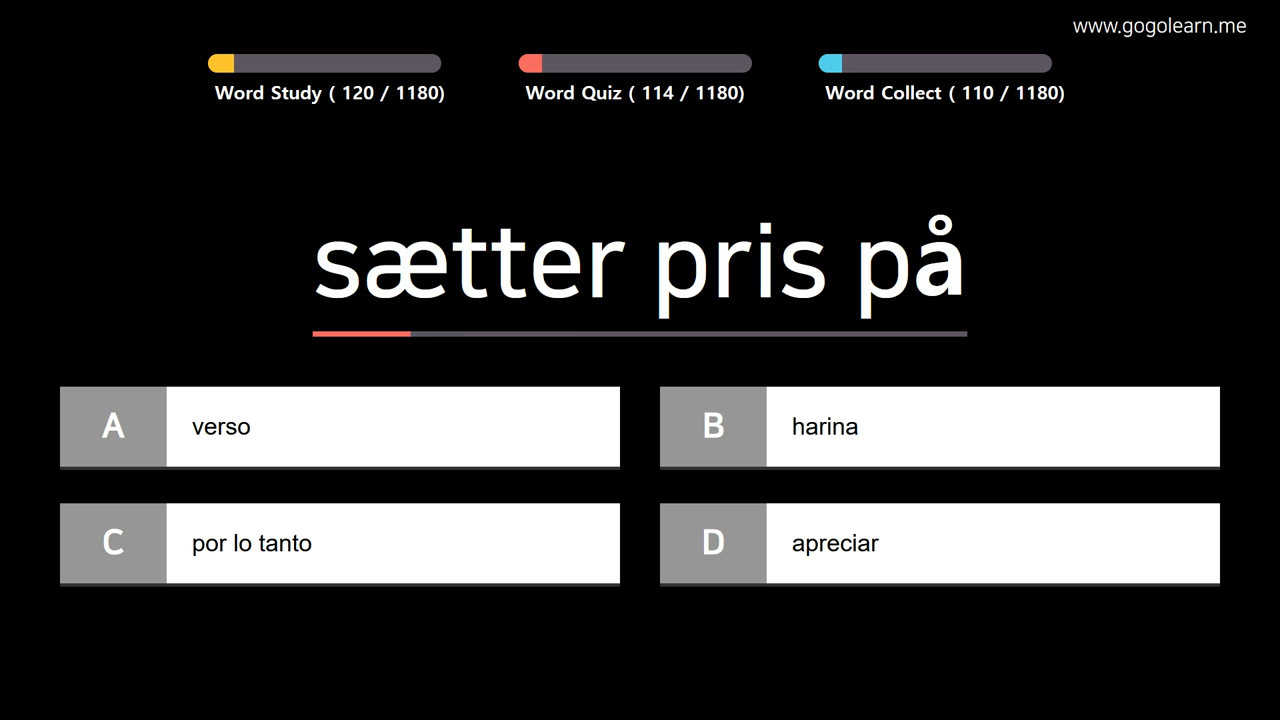 www.gogolearn.me
Word Study ( 120 / 1180)
Word Quiz ( 114 / 1180)
Word Collect ( 110 / 1180)
sætter pris på
A verso
B harina
C por lo tanto
D apreciar